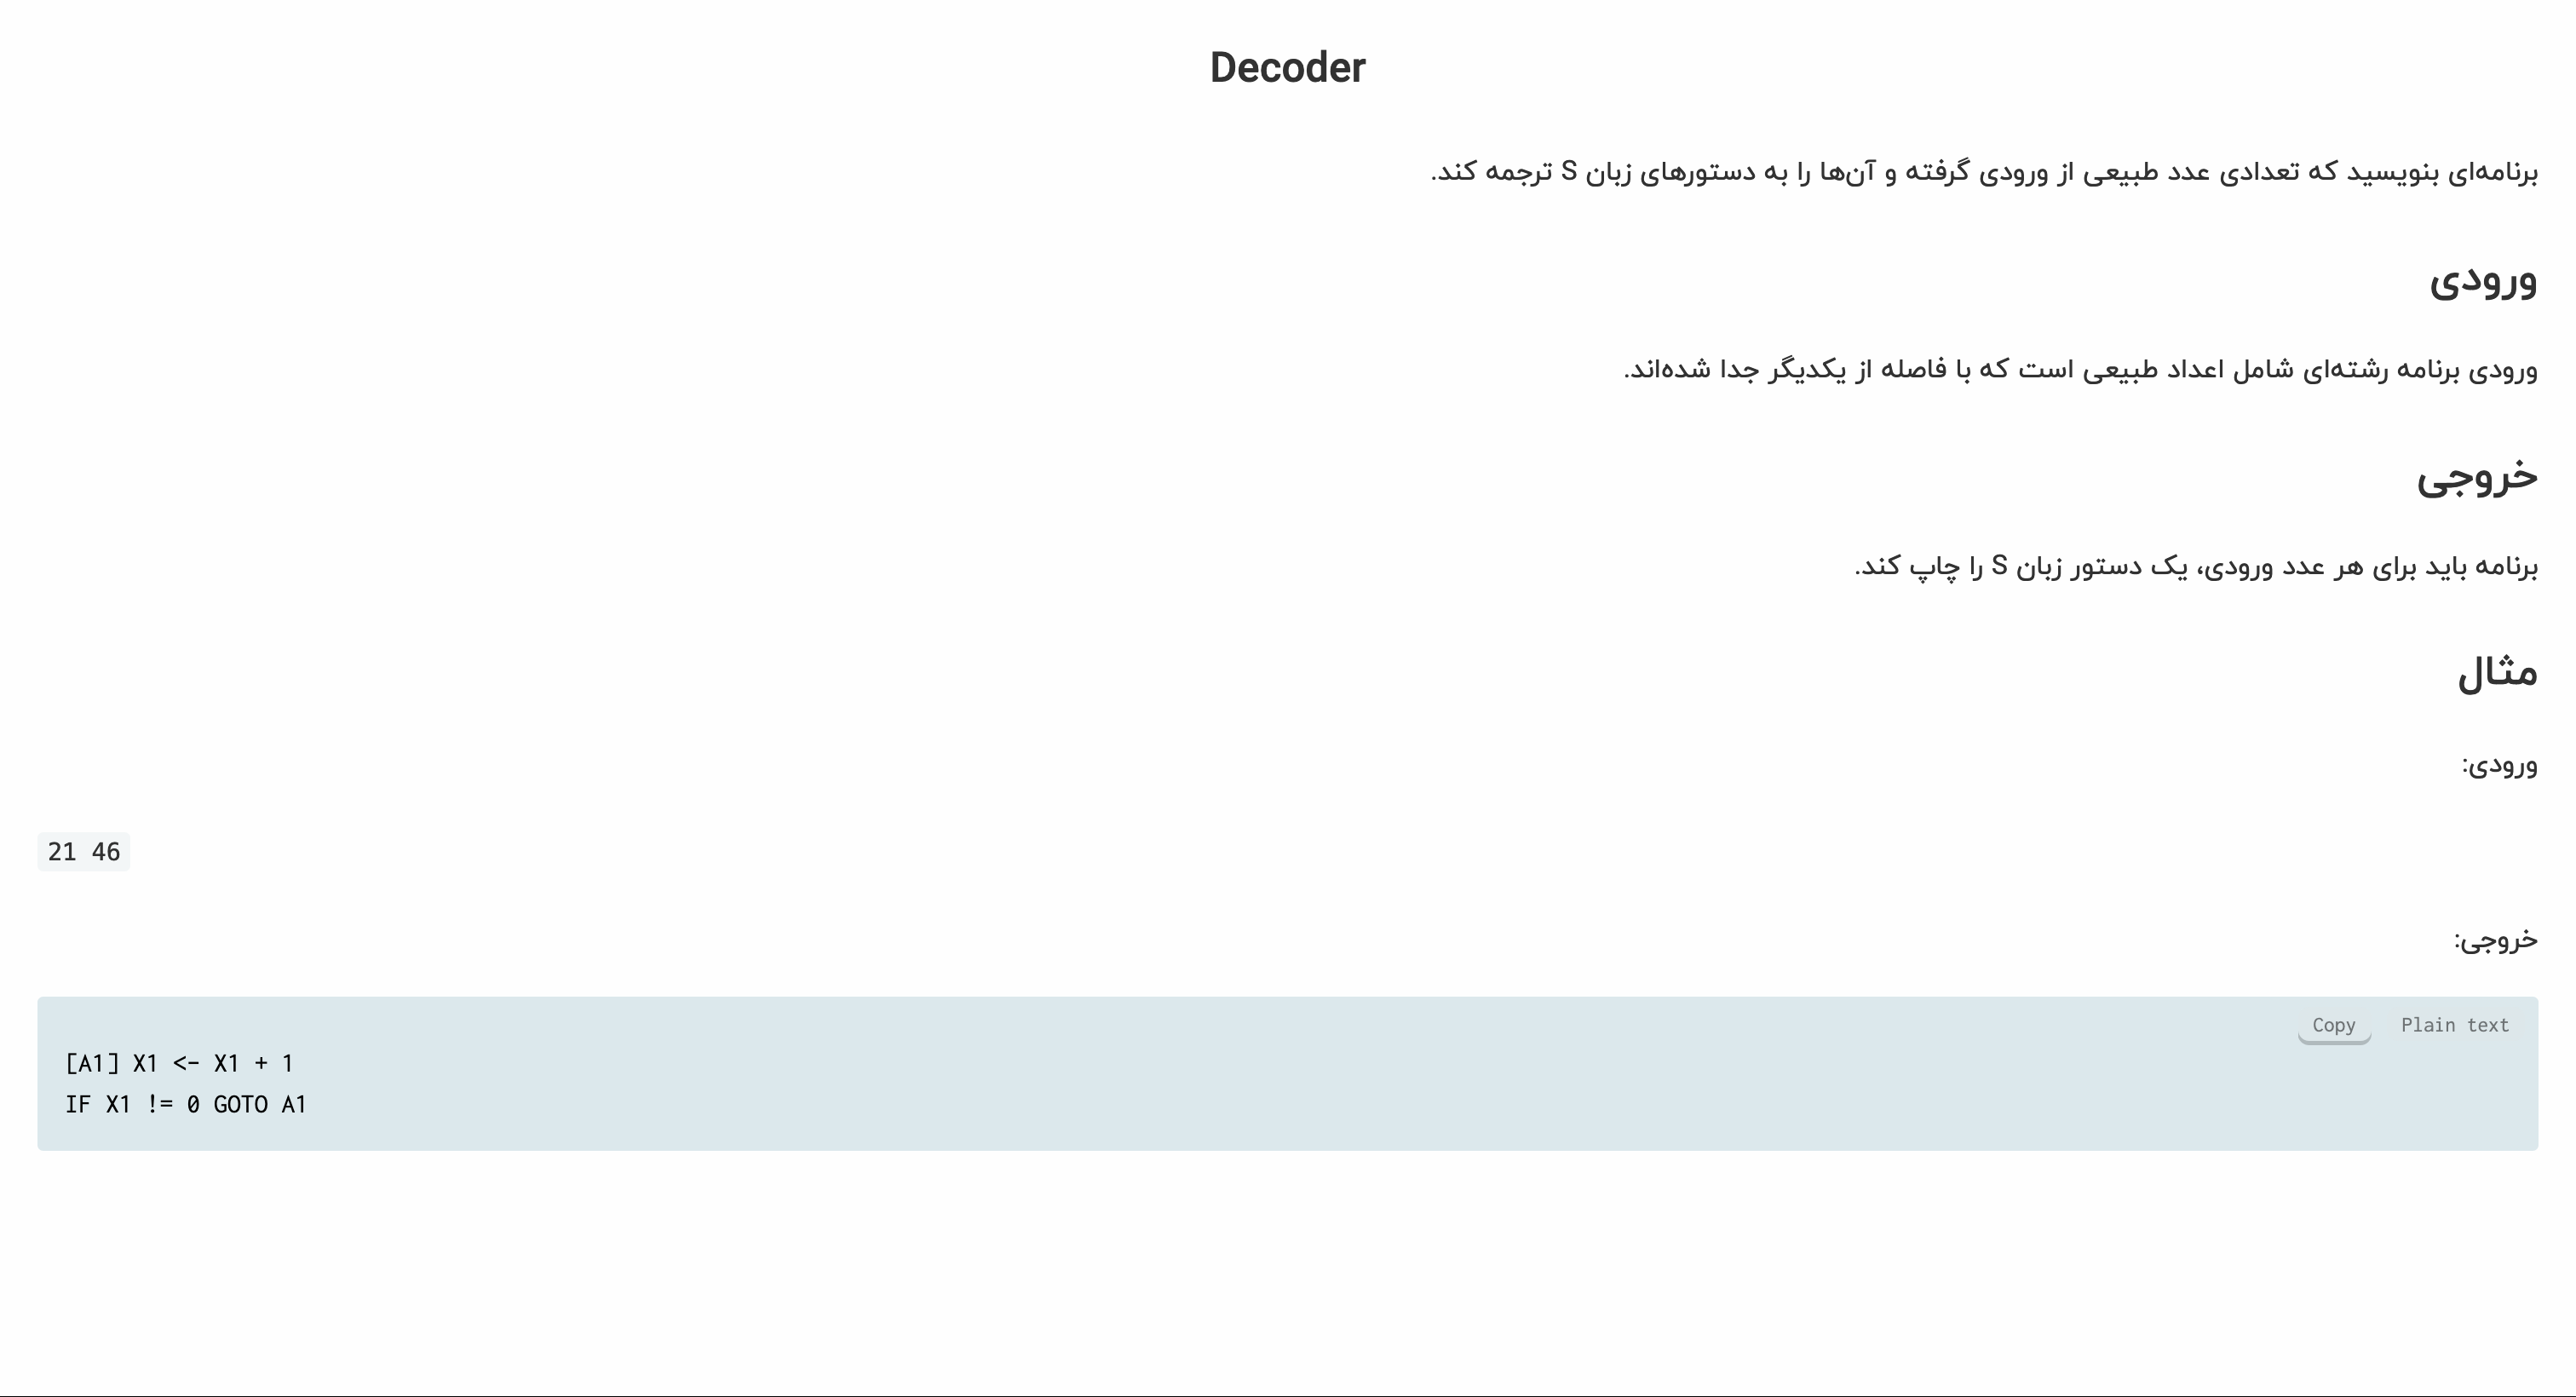 Decoder
برنامه‌ای بنویسید که تعدادی عدد طبیعی از ورودی گرفته و آن‌ها را به دستورهای زبان S ترجمه کند.
ورودی
ورودی برنامه رشته‌ای شامل اعداد طبیعی است که با فاصله از یکدیگر جدا شده‌اند.
خروجی
برنامه باید برای هر عدد ورودی، یک دستور زبان S را چاپ کند.
مثال
ورودی:
21 46
خروجی:
Copy Plain text
[A1] X1 <- X1 + 1
IF X1 != 0 GOTO A1